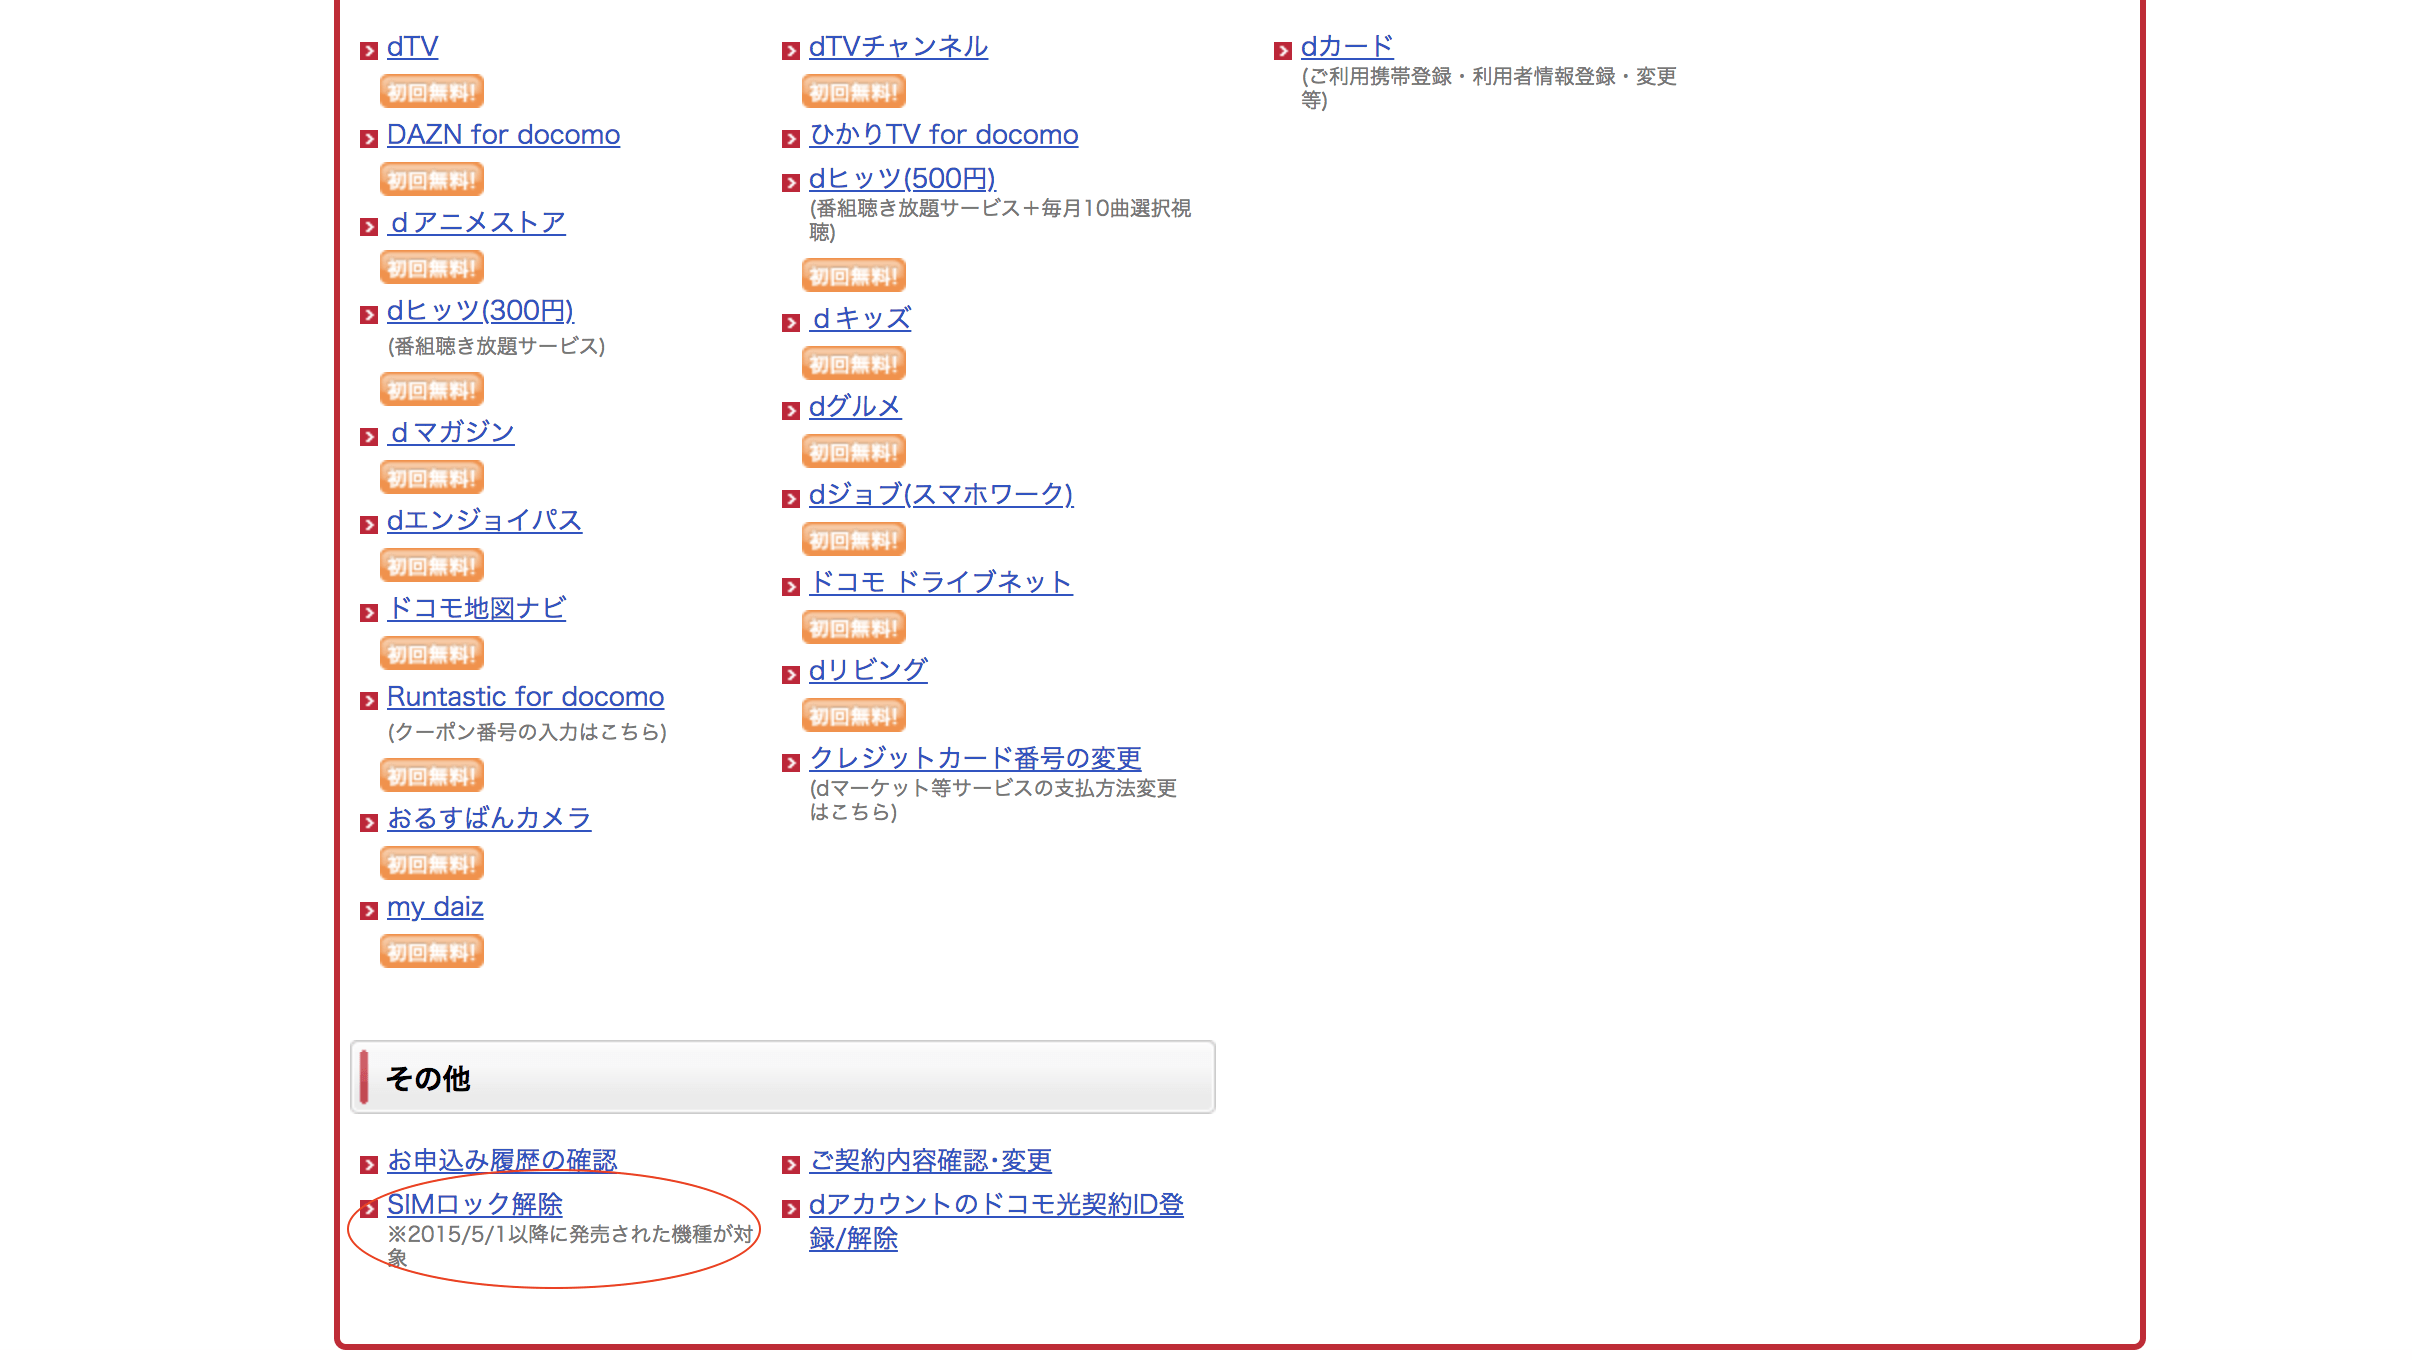 dTV
初回無料!
DAZN for docomo
初回無料!
ｄアニメストア
初回無料!
dヒッツ(300円)
(番組聴き放題サービス)
初回無料!
ｄマガジン
初回無料!
dエンジョイパス
初回無料!
ドコモ地図ナビ
初回無料!
Runtastic for docomo
(クーポン番号の入力はこちら)
初回無料!
おるすばんカメラ
初回無料!
my daiz
初回無料!
dTVチャンネル
初回無料!
ひかりTV for docomo
dヒッツ(500円)
(番組聴き放題サービス＋毎月10曲選択視
聴)
初回無料!
ｄキッズ
初回無料!
dグルメ
初回無料!
dジョブ(スマホワーク)
初回無料!
ドコモ ドライブネット
初回無料!
dリビング
初回無料!
クレジットカード番号の変更
(dマーケット等サービスの支払方法変更
はこちら)
dカード
(ご利用携帯登録・利用者情報登録・変更
等)
その他
お申込み履歴の確認
SIMロック解除
※2015/5/1以降に発売された機種が対
象
ご契約内容確認･変更
dアカウントのドコモ光契約ID登
録/解除